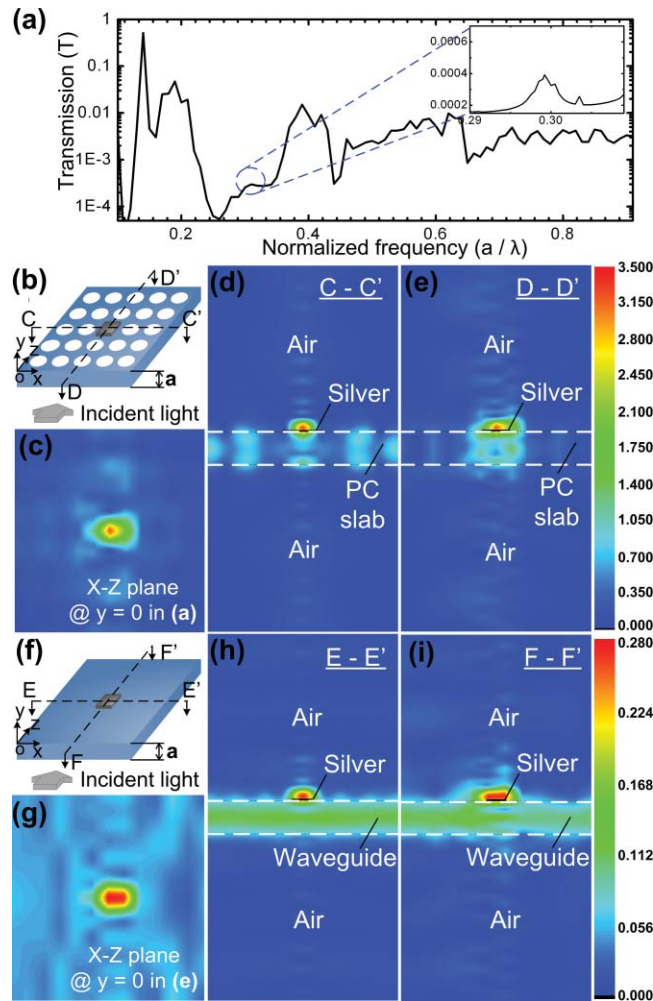 (a)
Transmission (T)
1
0.1
0.01
1E-3
1E-4
0.0006
0.0004
0.0002
0.29
0.30
0.2
0.4
0.6
0.8
Normalized frequency (a / λ)
(b)
D'
C
C'
y
z
o
x
D
a
Incident light
(c)
X-Z plane
@ y = 0 in (a)
(d)
C - C'
Air
Silver
PC
slab
Air
(e)
D - D'
Air
Silver
PC
slab
Air
3.500
3.150
2.800
2.450
2.100
1.900
1.750
1.400
1.050
0.700
0.350
0.000
(f)
F'
E
E'
y
z
o
x
F
a
Incident light
(g)
X-Z plane
@ y = 0 in (e)
(h)
E - E'
Air
Silver
Waveguide
Air
(i)
F - F'
Air
Silver
Waveguide
Air
0.280
0.224
0.168
0.112
0.056
0.000